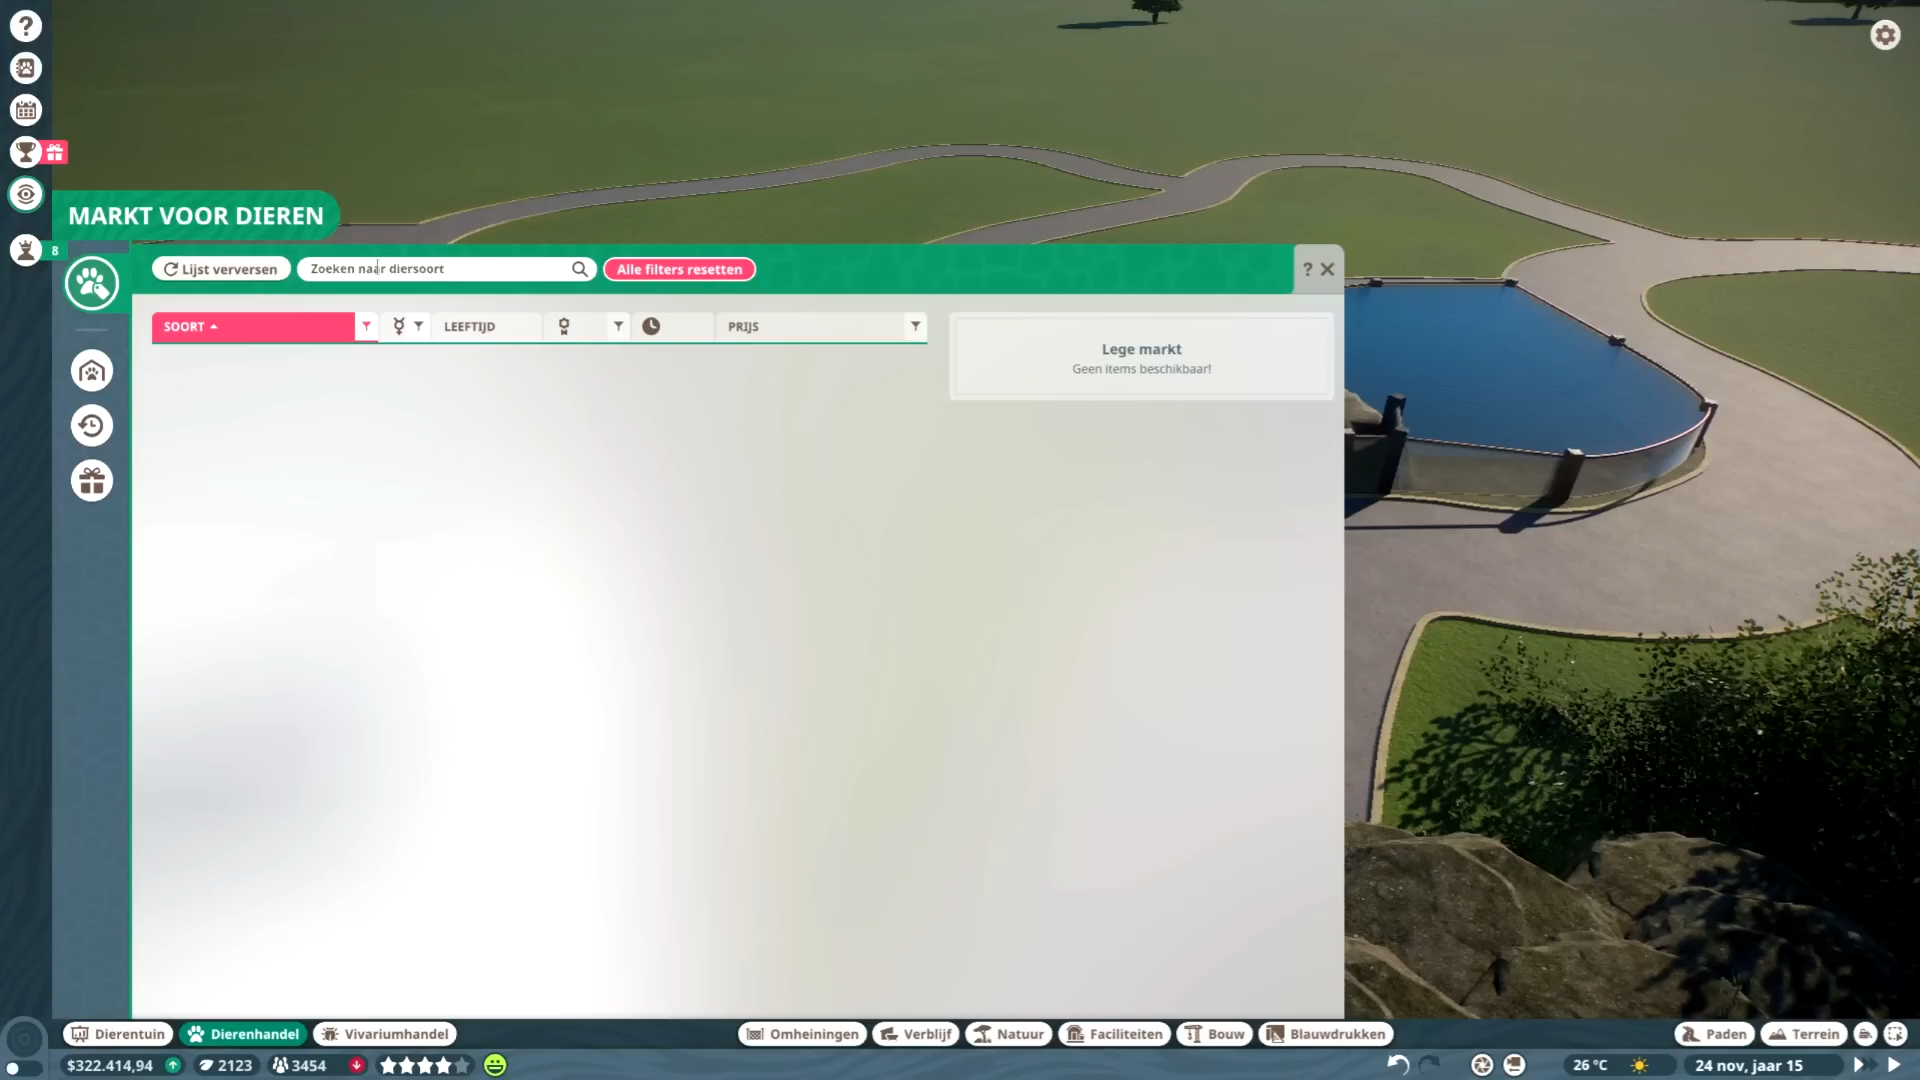 ?
MARKT VOOR DIEREN
8
Lijst verversen
Zoeken naar diersoort
Alle filters resetten
?
SOORT
LEEFTIJD
PRIJS
Lege markt
Geen items beschikbaar!
Dierentuin
Dierenhandel
Vivariumhandel
Omheiningen
Verblijf
Natuur
Faciliteiten
Bouw
Blauwdrukken
Paden
Terrein
$322.414,94
2123
3454
26 °C
24 nov, jaar 15